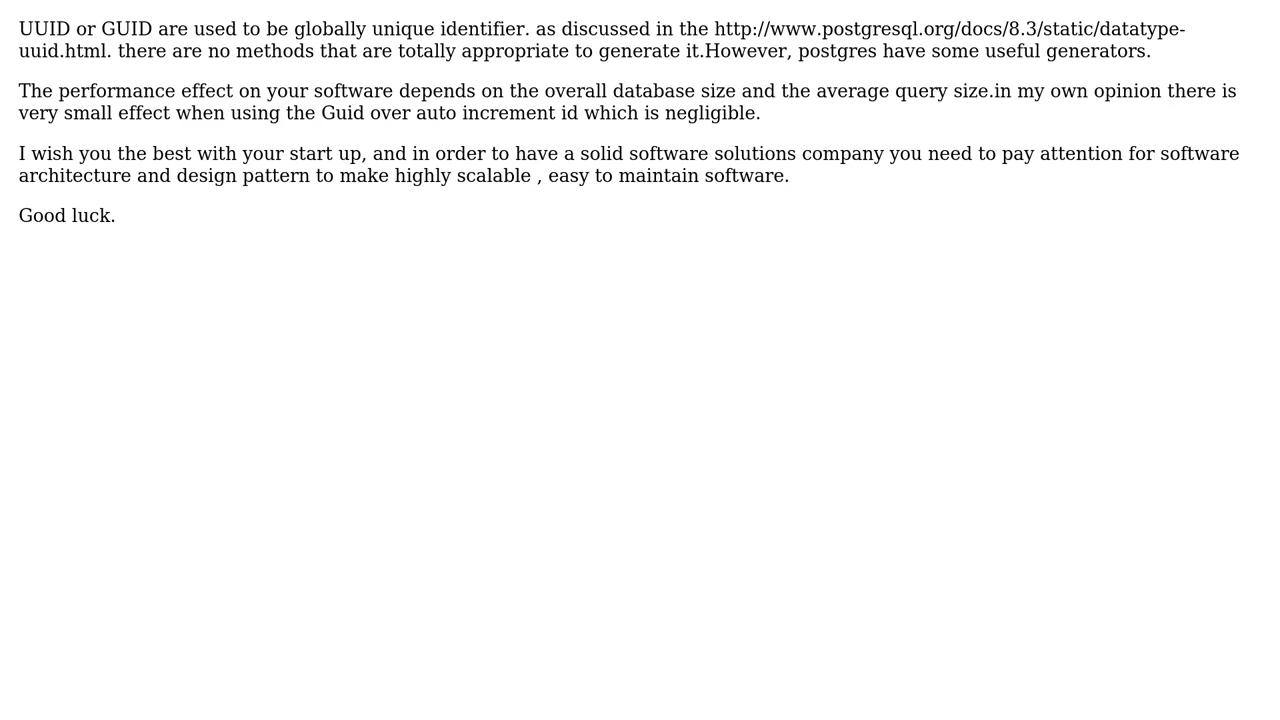 UUID or GUID are used to be globally unique identifier. as discussed in the http://www.postgresql.org/docs/8.3/static/datatype-
uuid.html. there are no methods that are totally appropriate to generate it.However, postgres have some useful generators.
The performance effect on your software depends on the overall database size and the average query size.in my own opinion there is
very small effect when using the Guid over auto increment id which is negligible.
I wish you the best with your start up, and in order to have a solid software solutions company you need to pay attention for software
architecture and design pattern to make highly scalable , easy to maintain software.
Good luck.